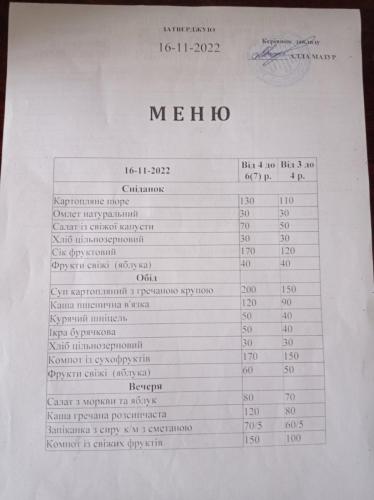 ЗАТВЕРДЖУЮ
16-11-2022
Керівник закладу
АЛЛА МАЗУР
МЕНЮ
16-11-2022 Від 4 до 6(7) р. Від 3 до 4 р.
Сніданок
Картопляне пюре 130 110
Омлет натуральний 30 30
Салат із свіжої капусти 70 50
Хліб цільнозерновий 30 30
Сік фруктовий 170 120
Фрукти свіжі (яблука) 40 40
Обід
Суп картопляний з гречаною крупою 200 150
Каша пшенична в'язка 120 90
Курячий шніцель 50 40
Ікра бурячкова 50 40
Хліб цільнозерновий 30 30
Компот із сухофруктів 170 150
Фрукти свіжі (яблука) 60 50
Вечеря
Салат з моркви та яблук 80 70
Каша гречана розсипчаста 120 80
Запіканка з сиру к/м з сметаною 70/5 60/5
Компот із свіжих фруктів 150 100